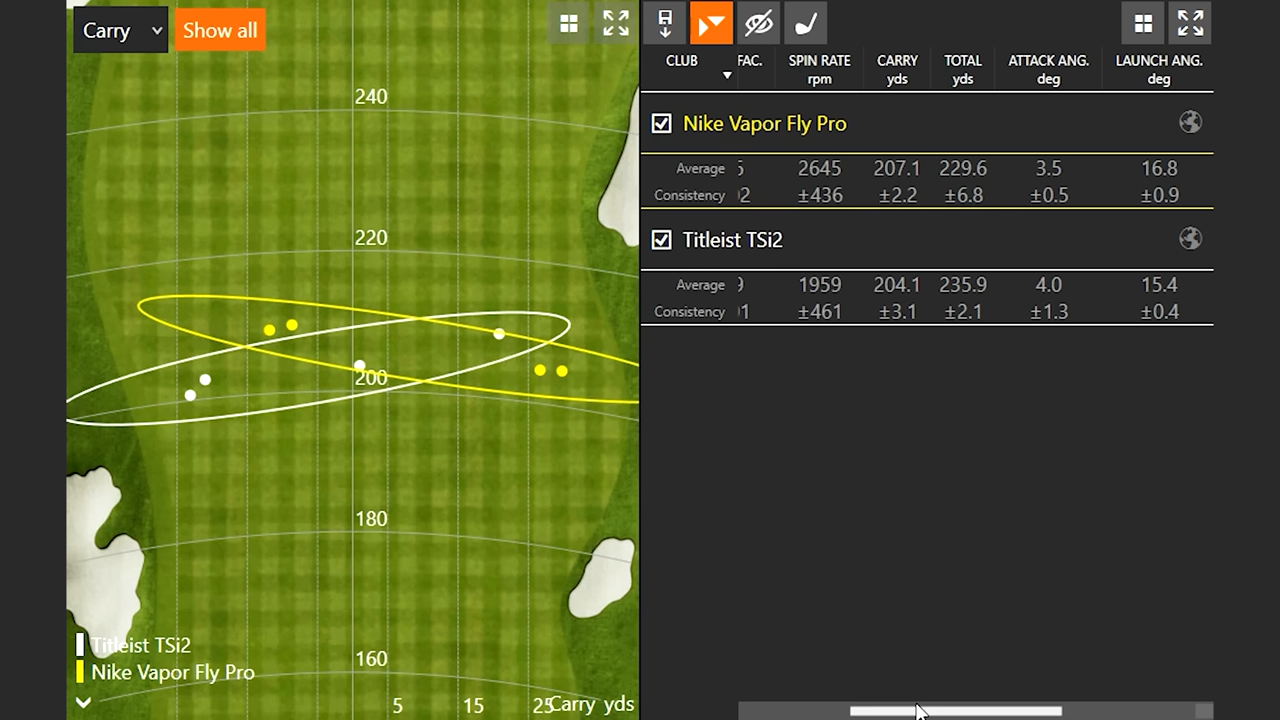 Carry
Show all
240
220
200
180
160
5
15
25
Carry yds
Titleist TSi2
Nike Vapor Fly Pro
CLUB FAC. SPIN RATE CARRY TOTAL ATTACK ANG. LAUNCH ANG.
rpm yds yds deg deg
Nike Vapor Fly Pro
Average 2645 207.1 229.6 3.5 16.8
Consistency 2 ±436 ±2.2 ±6.8 ±0.5 ±0.9
Titleist TSi2
Average 9 1959 204.1 235.9 4.0 15.4
Consistency 1 ±461 ±3.1 ±2.1 ±1.3 ±0.4